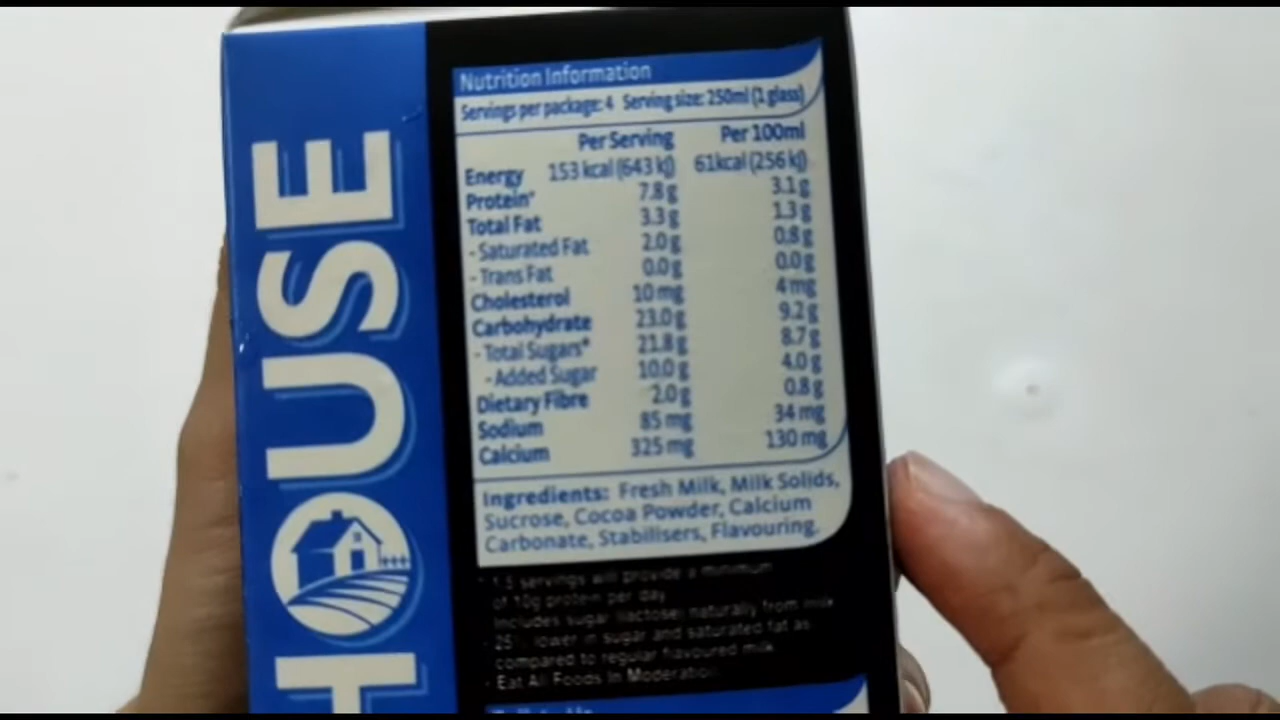 HOUSE
Nutrition Information
Servings per package: 4 Serving size: 250ml (1 glass)
Per Serving Per 100ml
Energy 153 kcal (643 kJ) 61kcal (256 kJ)
Protein* 7.8 g 3.1 g
Total Fat 3.3 g 1.3 g
- Saturated Fat 2.0 g 0.8 g
- Trans Fat 0.0 g 0.0 g
Cholesterol 10 mg 4 mg
Carbohydrate 23.0 g 9.2 g
- Total Sugars* 21.8 g 8.7 g
- Added Sugar 10.0 g 4.0 g
Dietary Fibre 2.0 g 0.8 g
Sodium 85 mg 34 mg
Calcium 325 mg 130 mg
Ingredients: Fresh Milk, Milk Solids,
Sucrose, Cocoa Powder, Calcium
Carbonate, Stabilisers, Flavouring.
* 1.5 servings will provide a minimum
of 10g protein per day
Includes sugar (lactose) naturally from milk
- 25% lower in sugar and saturated fat as
compared to regular flavoured milk
- Eat All Foods In Moderation